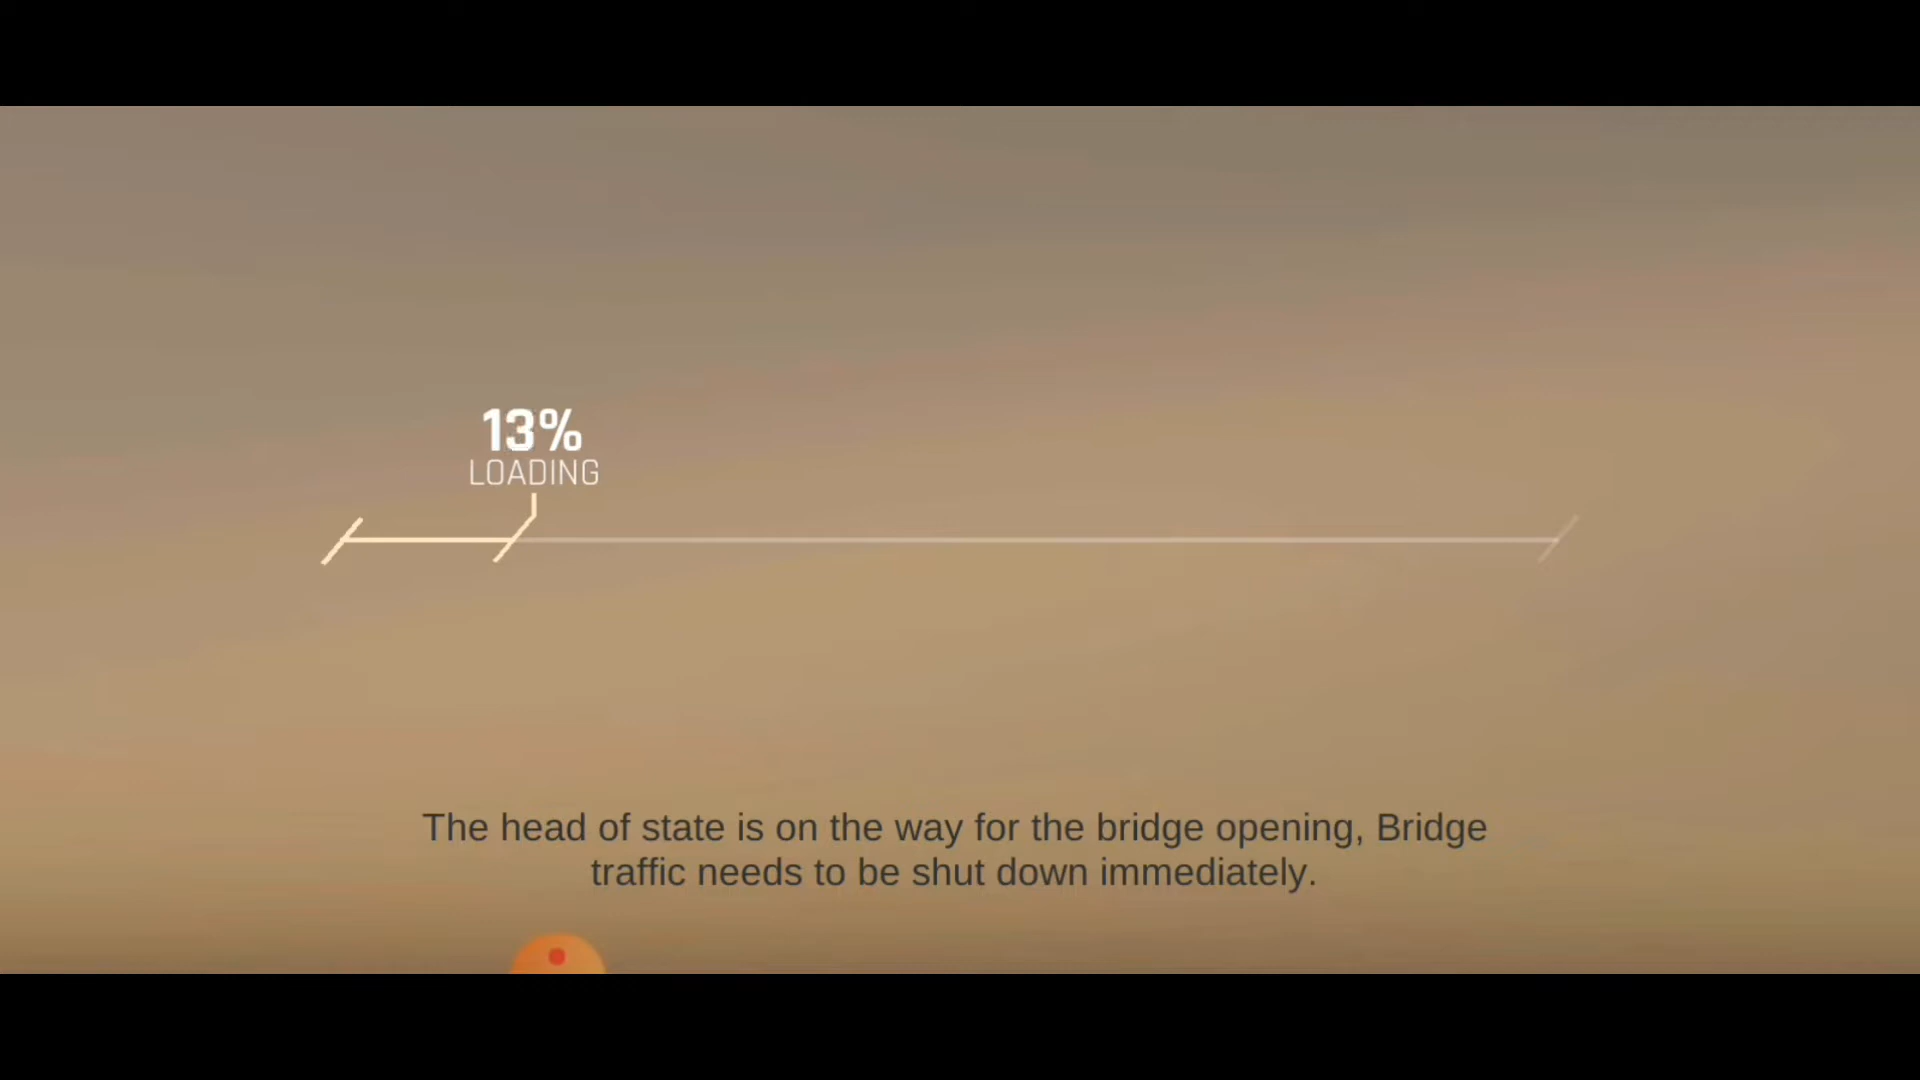 13%
LOADING
The head of state is on the way for the bridge opening, Bridge
traffic needs to be shut down immediately.